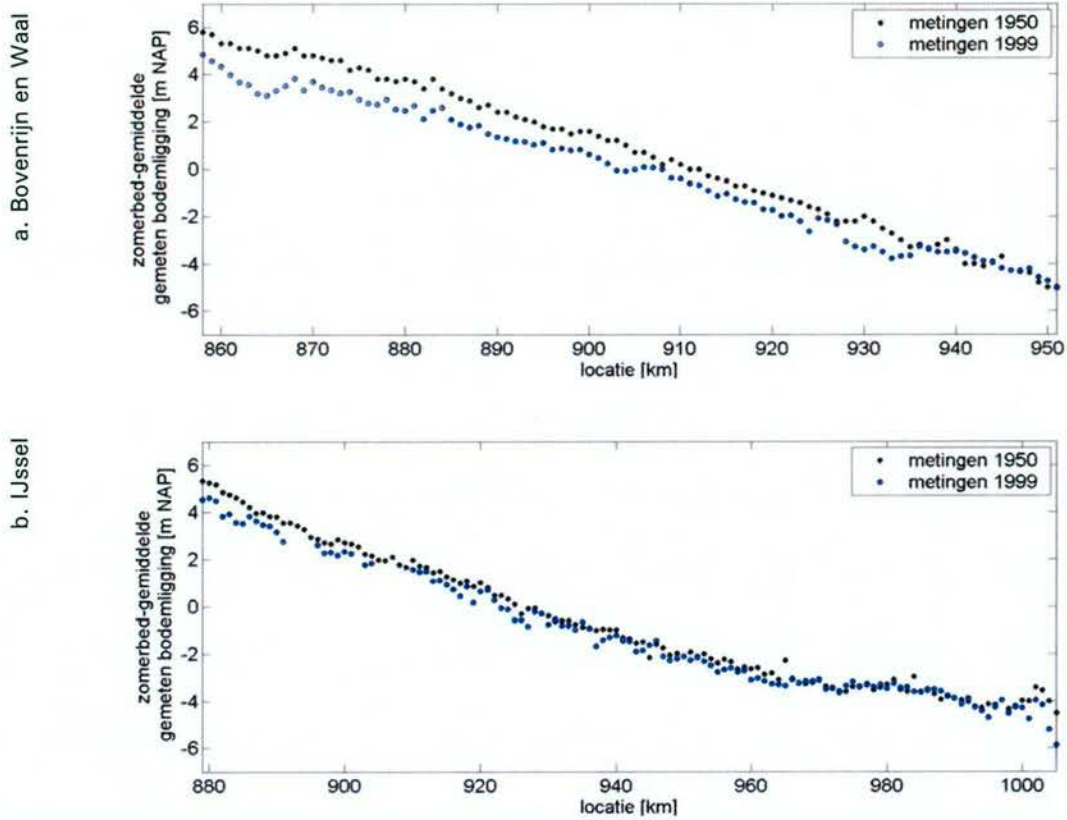 a. Bovenrijn en Waal
zomerbed-gemiddelde
gemeten bodemligging [m NAP]
6
4
2
0
-2
-4
-6
metingen 1950
metingen 1999
860 870 880 890 900 910 920 930 940 950
locatie [km]
b. IJssel
zomerbed-gemiddelde
gemeten bodemligging [m NAP]
6
4
2
0
-2
-4
-6
metingen 1950
metingen 1999
880 900 920 940 960 980 1000
locatie [km]